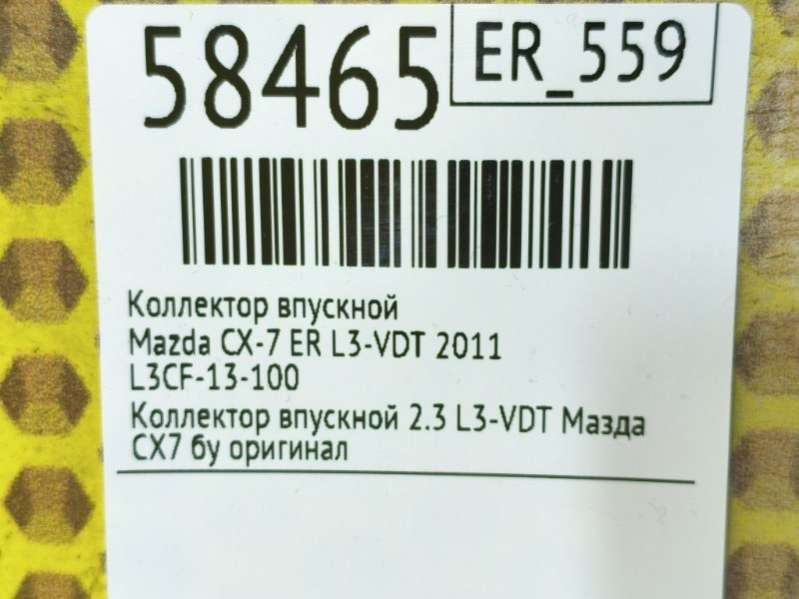 58465
ER_559
Коллектор впускной
Mazda CX-7 ER L3-VDT 2011
L3CF-13-100
Коллектор впускной 2.3 L3-VDT Мазда
СХ7 бу оригинал